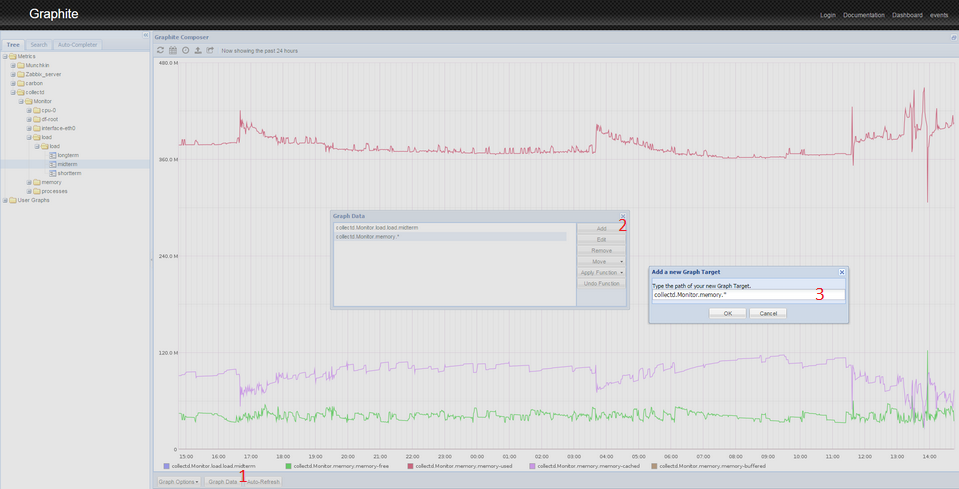 Graphite
Login Documentation Dashboard events
Tree Search Auto-Completer
Metrics
Monchkin
Zabbix_server
carbon
collectd
Monitor
cpu-0
df-root
interface-eth0
load
load
longterm
midterm
shortterm
memory
processes
User Graphs
Graphite Composer
Now showing the past 24 hours
480.0 M
360.0 M
240.0 M
120.0 M
0
15:00 16:00 17:00 18:00 19:00 20:00 21:00 22:00 23:00 00:00 01:00 02:00 03:00 04:00 05:00 06:00 07:00 08:00 09:00 10:00 11:00 12:00 13:00 14:00
collectd.Monitor.load.load.midterm collectd.Monitor.memory.memory-free collectd.Monitor.memory.memory-used collectd.Monitor.memory.memory-cached collectd.Monitor.memory.memory-buffered
Graph Data
collectd.Monitor.load.load.midterm
collectd.Monitor.memory.*
Add
2
Edit
Remove
Move
Apply Function
Undo Function
Add a new Graph Target
Type the path of your new Graph Target.
collectd.Monitor.memory.*
3
OK Cancel
1
Graph Options Graph Data Auto-Refresh